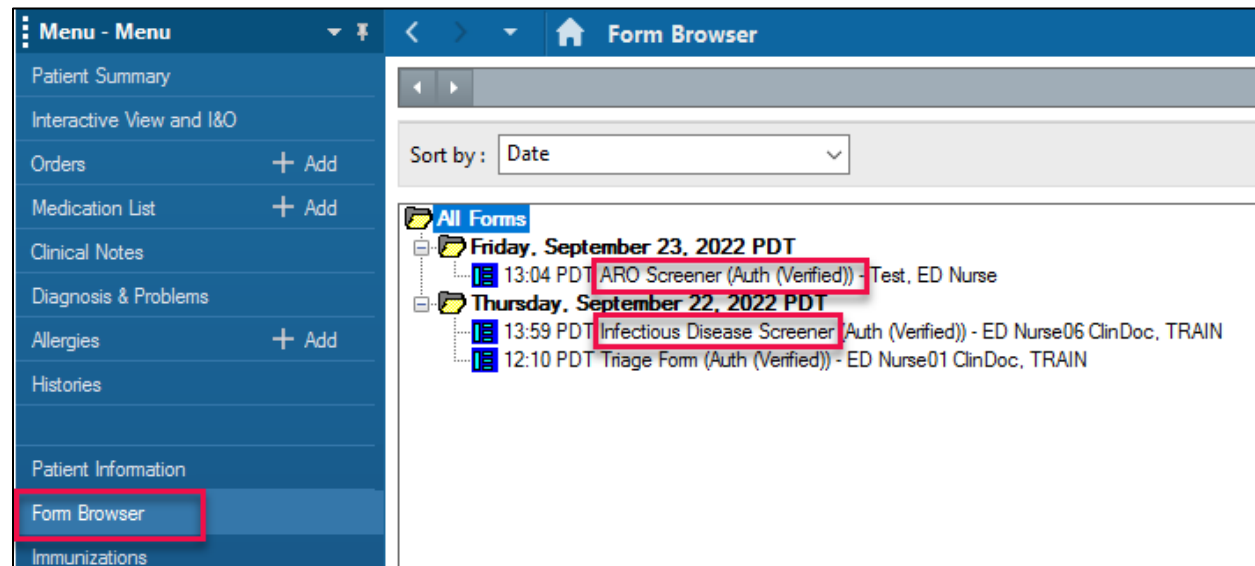 Menu - Menu
Form Browser
Patient Summary
Interactive View and I&O
Orders + Add
Medication List + Add
Clinical Notes
Diagnosis & Problems
Allergies + Add
Histories
Patient Information
Form Browser
Immunizations
Sort by : Date
All Forms
Friday, September 23, 2022 PDT
13:04 PDT ARO Screener (Auth (Verified)) - Test, ED Nurse
Thursday, September 22, 2022 PDT
13:59 PDT Infectious Disease Screener (Auth (Verified)) - ED Nurse06 ClinDoc, TRAIN
12:10 PDT Triage Form (Auth (Verified)) - ED Nurse01 ClinDoc, TRAIN